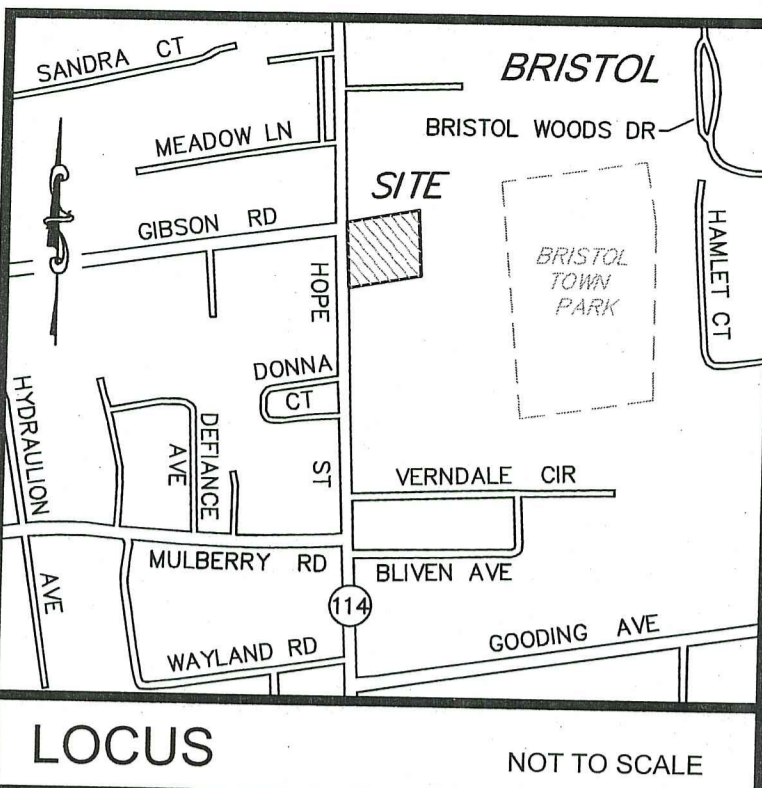 SANDRA CT
BRISTOL
BRISTOL WOODS DR
MEADOW LN
SITE
GIBSON RD
HAMLET CT
BRISTOL
TOWN
PARK
HOPE ST
DONNA
CT
HYDRAULION AVE
DEFIANCE
AVE
VERNDALE CIR
MULBERRY RD
BLIVEN AVE
114
WAYLAND RD
GOODING AVE
LOCUS
NOT TO SCALE